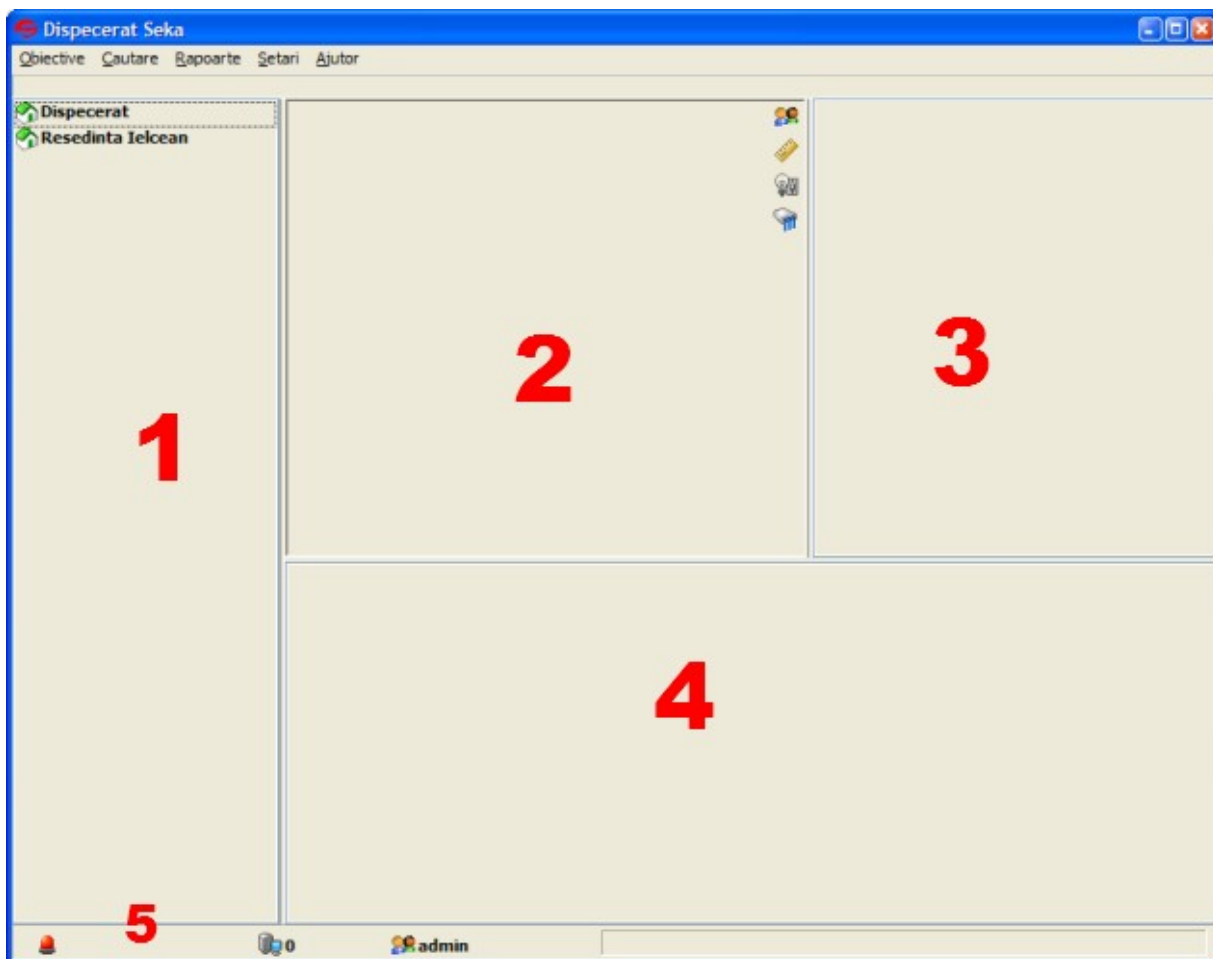 Dispecerat Seka
Obiective Cautare Rapoarte Setari Ajutor
Dispecerat
Resedinta Ielcean
1
2
3
4
5
0 admin